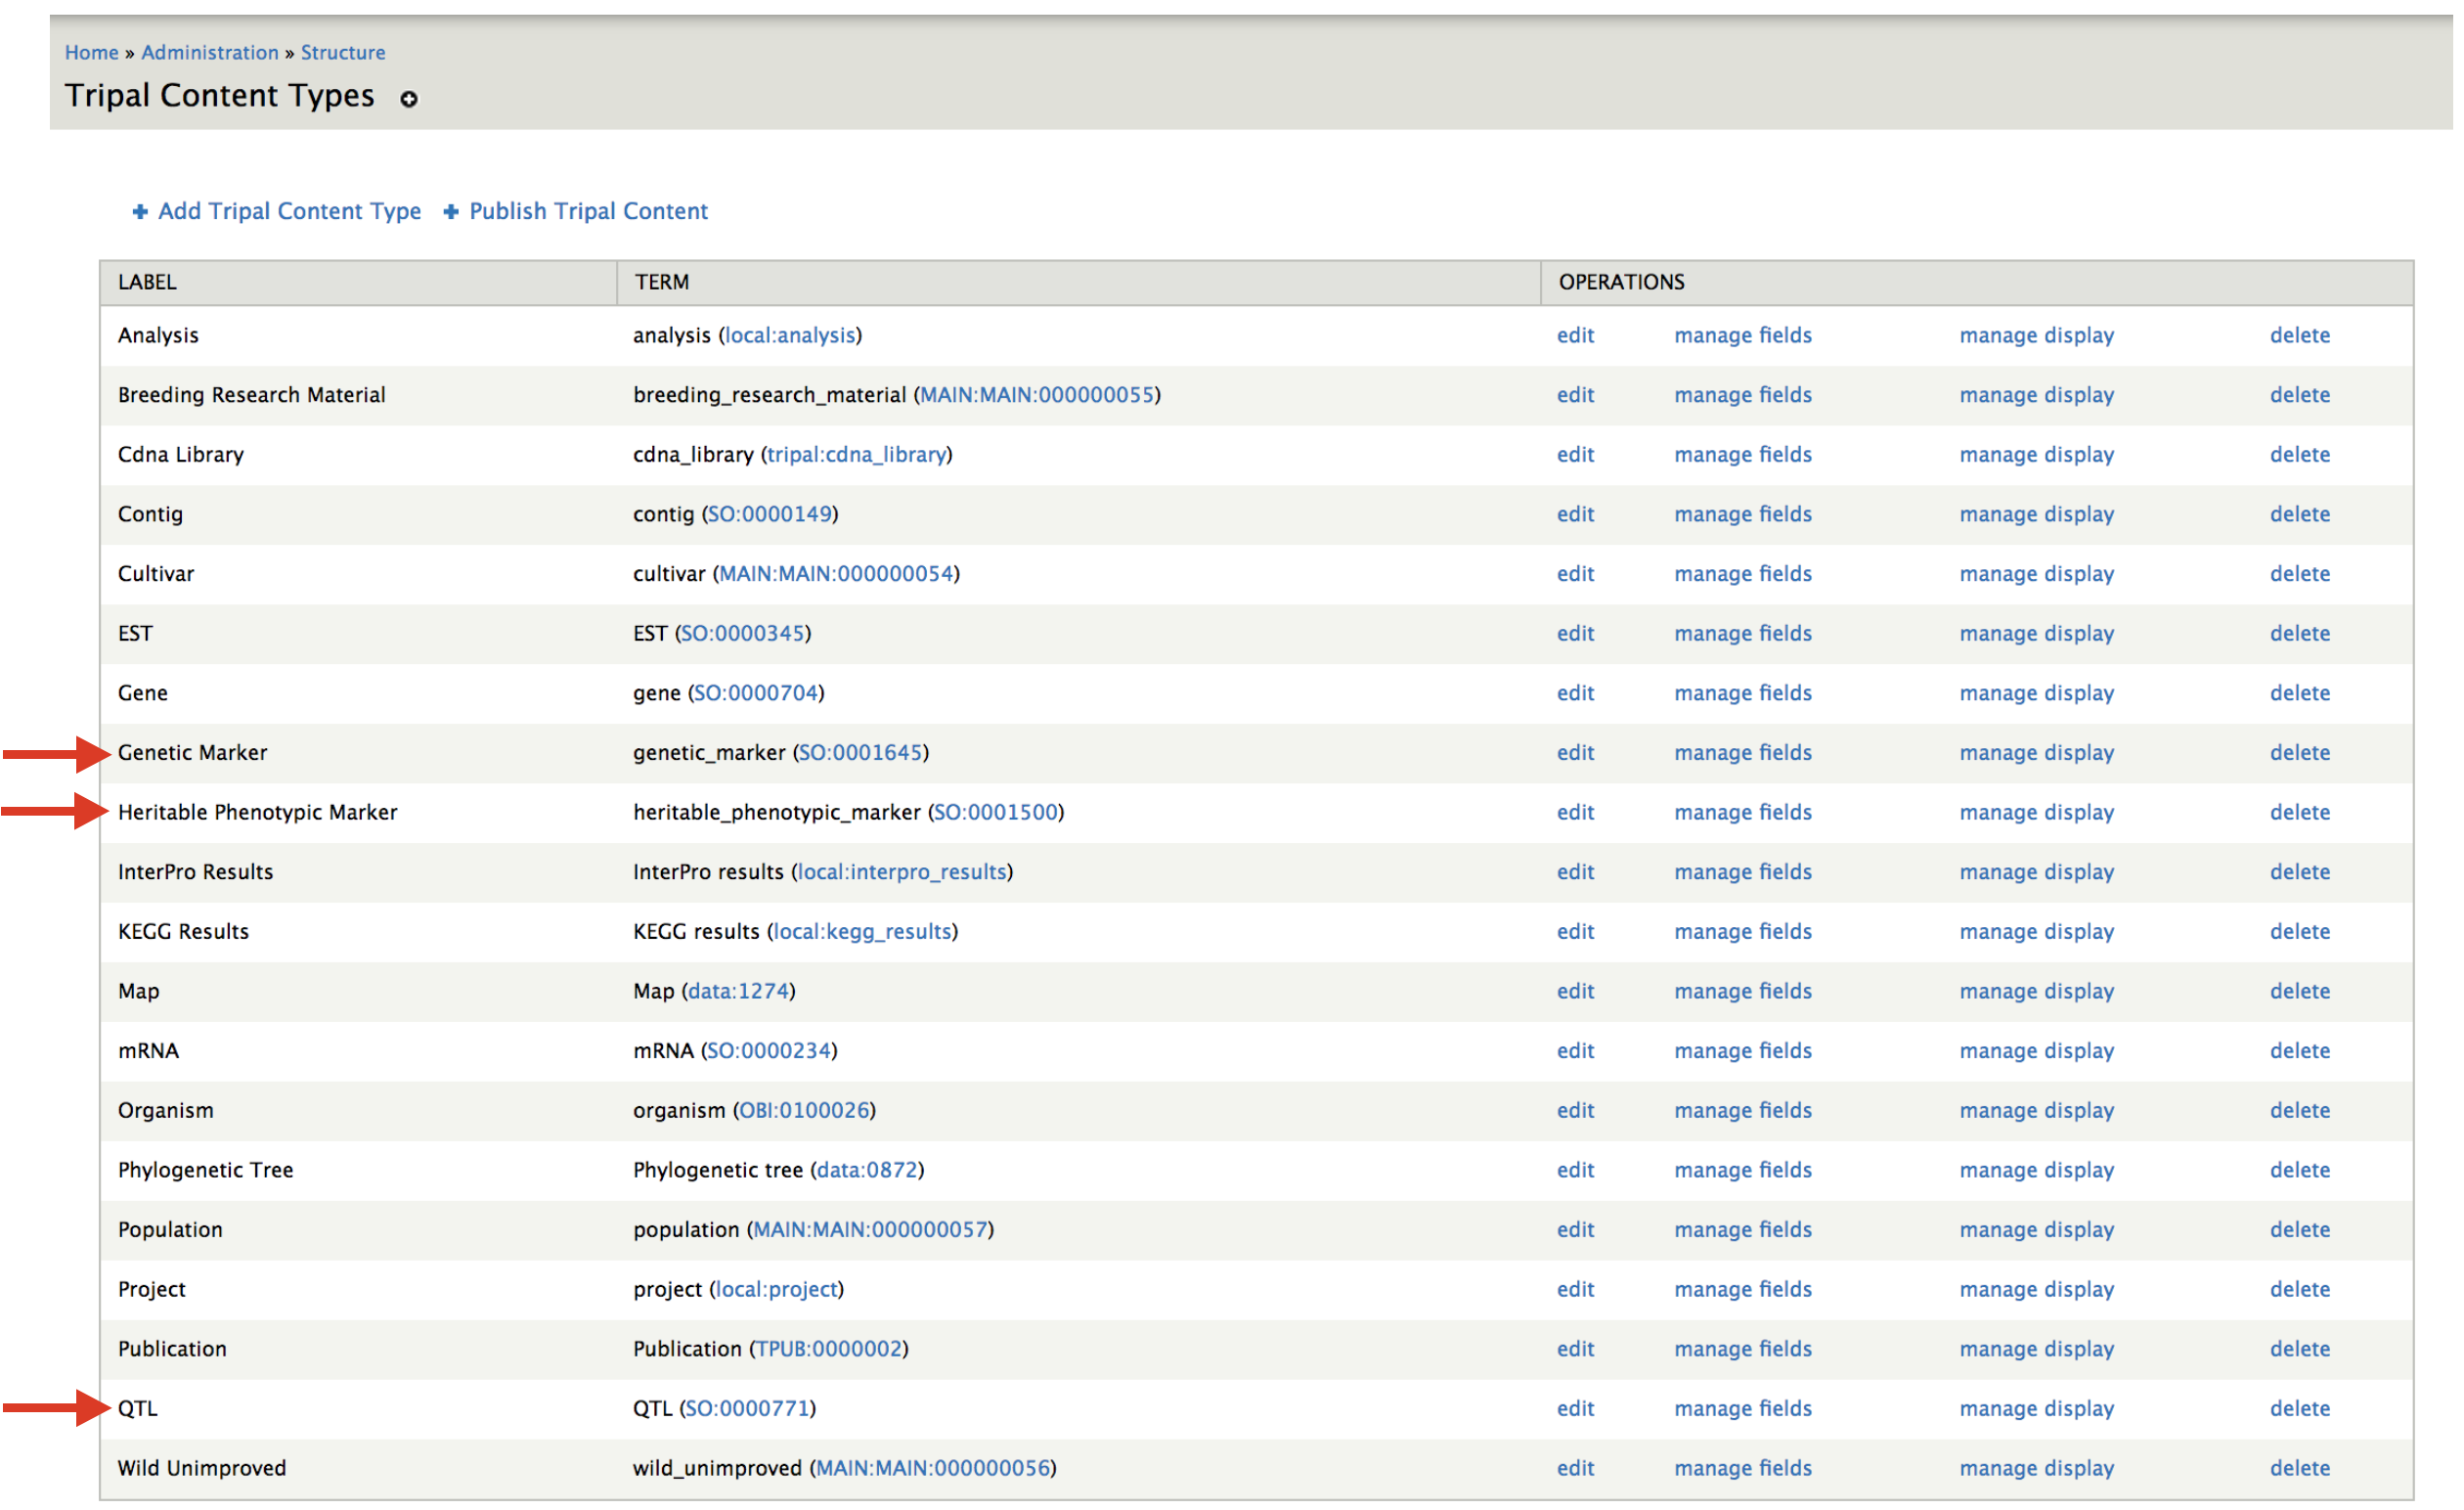 Home » Administration » Structure
Tripal Content Types
Add Tripal Content Type Publish Tripal Content
LABEL TERM OPERATIONS
Analysis analysis (local:analysis) edit manage fields manage display delete
Breeding Research Material breeding_research_material (MAIN:MAIN:000000055) edit manage fields manage display delete
Cdna Library cdna_library (tripal:cdna_library) edit manage fields manage display delete
Contig contig (SO:0000149) edit manage fields manage display delete
Cultivar cultivar (MAIN:MAIN:000000054) edit manage fields manage display delete
EST EST (SO:0000345) edit manage fields manage display delete
Gene gene (SO:0000704) edit manage fields manage display delete
Genetic Marker genetic_marker (SO:0001645) edit manage fields manage display delete
Heritable Phenotypic Marker heritable_phenotypic_marker (SO:0001500) edit manage fields manage display delete
InterPro Results InterPro results (local:interpro_results) edit manage fields manage display delete
KEGG Results KEGG results (local:kegg_results) edit manage fields manage display delete
Map Map (data:1274) edit manage fields manage display delete
mRNA mRNA (SO:0000234) edit manage fields manage display delete
Organism organism (OBI:0100026) edit manage fields manage display delete
Phylogenetic Tree Phylogenetic tree (data:0872) edit manage fields manage display delete
Population population (MAIN:MAIN:000000057) edit manage fields manage display delete
Project project (local:project) edit manage fields manage display delete
Publication Publication (TPUB:0000002) edit manage fields manage display delete
QTL QTL (SO:0000771) edit manage fields manage display delete
Wild Unimproved wild_unimproved (MAIN:MAIN:000000056) edit manage fields manage display delete